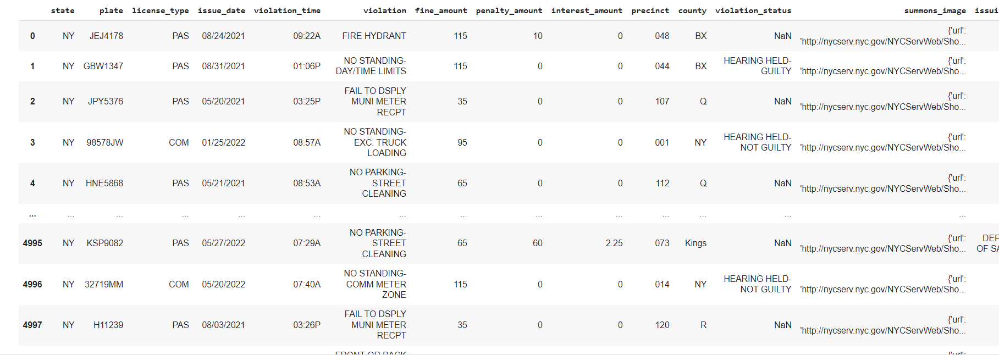 state plate license_type issue_date violation_time violation fine_amount penalty_amount interest_amount precinct county violation_status summons_image issui
{'url':
0 NY JEJ4178 PAS 08/24/2021 09:22A FIRE HYDRANT 115 10 0 048 BX NaN
'http://nycserv.nyc.gov/NYCServWeb/Sho...
NO STANDING- HEARING HELD- {'url':
1 NY GBW1347 PAS 08/31/2021 01:06P 115 0 0 044 BX
DAY/TIME LIMITS GUILTY 'http://nycserv.nyc.gov/NYCServWeb/Sho...
FAIL TO DSPLY {'url':
2 NY JPY5376 PAS 05/20/2021 03:25P MUNI METER 35 0 0 107 Q NaN
RECPT 'http://nycserv.nyc.gov/NYCServWeb/Sho...
NO STANDING- HEARING HELD- {'url':
3 NY 98578JW COM 01/25/2022 08:57A EXC. TRUCK 95 0 0 001 NY
LOADING NOT GUILTY 'http://nycserv.nyc.gov/NYCServWeb/Sho...
NO PARKING- {'url':
4 NY HNE5868 PAS 05/21/2021 08:53A STREET 65 0 0 112 Q NaN
CLEANING 'http://nycserv.nyc.gov/NYCServWeb/Sho...
... ... ... ... ... ... ... ... ... ... ... ... ... ...
NO PARKING- {'url': DEP
4995 NY KSP9082 PAS 05/27/2022 07:29A STREET 65 60 2.25 073 Kings NaN
CLEANING 'http://nycserv.nyc.gov/NYCServWeb/Sho... OF SA
NO STANDING- HEARING HELD- {'url':
4996 NY 32719MM COM 05/20/2022 07:40A COMM METER 115 0 0 014 NY
ZONE NOT GUILTY 'http://nycserv.nyc.gov/NYCServWeb/Sho...
FAIL TO DSPLY {'url':
4997 NY H11239 PAS 08/03/2021 03:26P MUNI METER 35 0 0 120 R NaN
RECPT 'http://nycserv.nyc.gov/NYCServWeb/Sho...
FRONT OR BACK {'url':